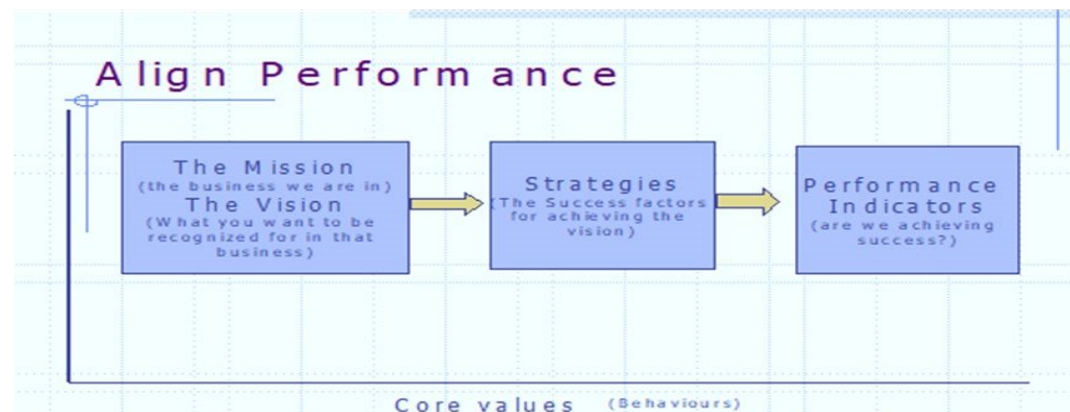 Align Performance
The Mission
(the business we are in)
The Vision
(What you want to be
recognized for in that
business)
Strategies
(The Success factors
for achieving the
vision)
Performance
Indicators
(are we achieving
success?)
Core values (Behaviours)